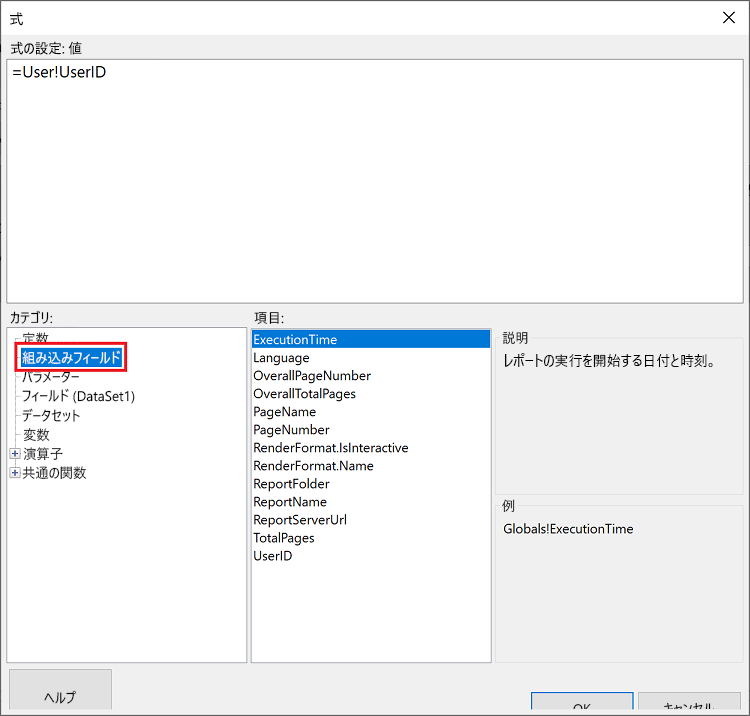 式
式の設定: 値
=User!UserID
カテゴリ:
定数
組み込みフィールド
パラメーター
フィールド (DataSet1)
データセット
変数
演算子
共通の関数
項目:
ExecutionTime
Language
OverallPageNumber
OverallTotalPages
PageName
PageNumber
RenderFormat.IsInteractive
RenderFormat.Name
ReportFolder
ReportName
ReportServerUrl
TotalPages
UserID
説明
レポートの実行を開始する日付と時刻。
例
Globals!ExecutionTime
ヘルプ
OK
キャンセル